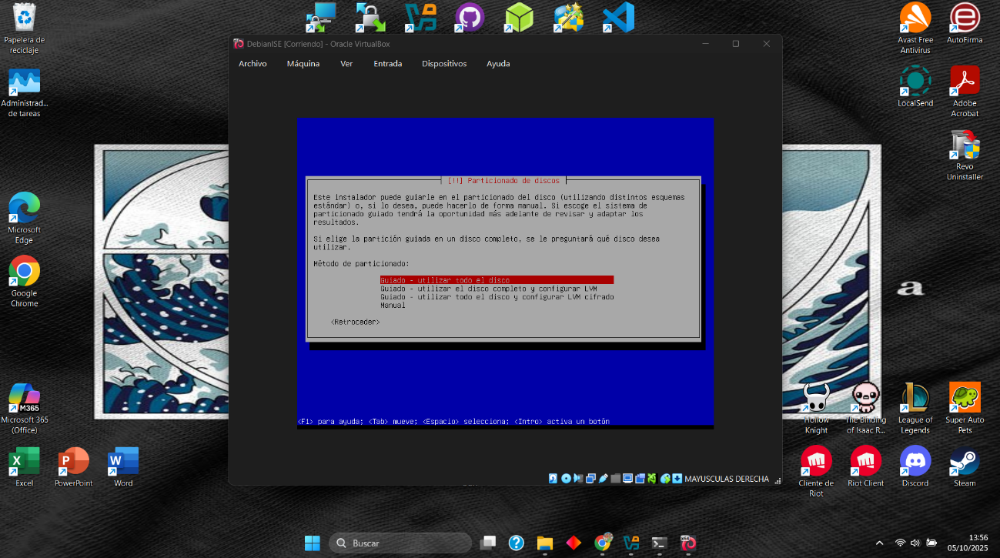 Papelera de
reciclaje
Administrad...
de tareas
Microsoft
Edge
Google
Chrome
M365
Microsoft 365
(Office)
Excel
PowerPoint
Word
DebianISE [Corriendo] - Oracle VirtualBox
Archivo Máquina Ver Entrada Dispositivos Ayuda
[!!] Particionado de discos
Este instalador puede guiarle en el particionado del disco (utilizando distintos esquemas
estándar) o, si lo desea, puede hacerlo de forma manual. Si escoge el sistema de
particionado guiado tendrá la oportunidad más adelante de revisar y adaptar los
resultados.
Si elige la partición guiada en un disco completo, se le preguntará qué disco desea
utilizar.
Método de particionado:
Guiado - utilizar todo el disco
Guiado - utilizar el disco completo y configurar LVM
Guiado - utilizar todo el disco y configurar LVM cifrado
Manual
<Retroceder>
<F1> para ayuda; <Tab> mueve; <Espacio> selecciona; <Intro> activa un botón
MAYUSCULAS DERECHA
a
Avast Free
Antivirus
AutoFirma
LocalSend
Adobe
Acrobat
Revo
Uninstaller
Hollow
Knight
The Binding
of Isaac R...
League of
Legends
Super Auto
Pets
Cliente de
Riot
Riot Client
Discord
Steam
Buscar
x64
13:56
05/10/2025